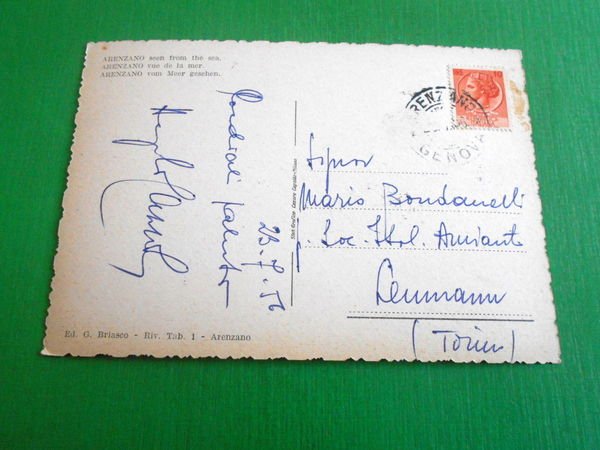 ARENZANO seen from the sea.
ARENZANO vue de la mer.
ARENZANO vom Meer gesehen.
Cordiali saluti
23.7.56
ARENZANO
GENOVA
Signor
Mario Bondanelli
Soc. Ital. Amianto
Leumann
(Torino)
Ed. G. Briasco - Riv. Tab. 1 - Arenzano